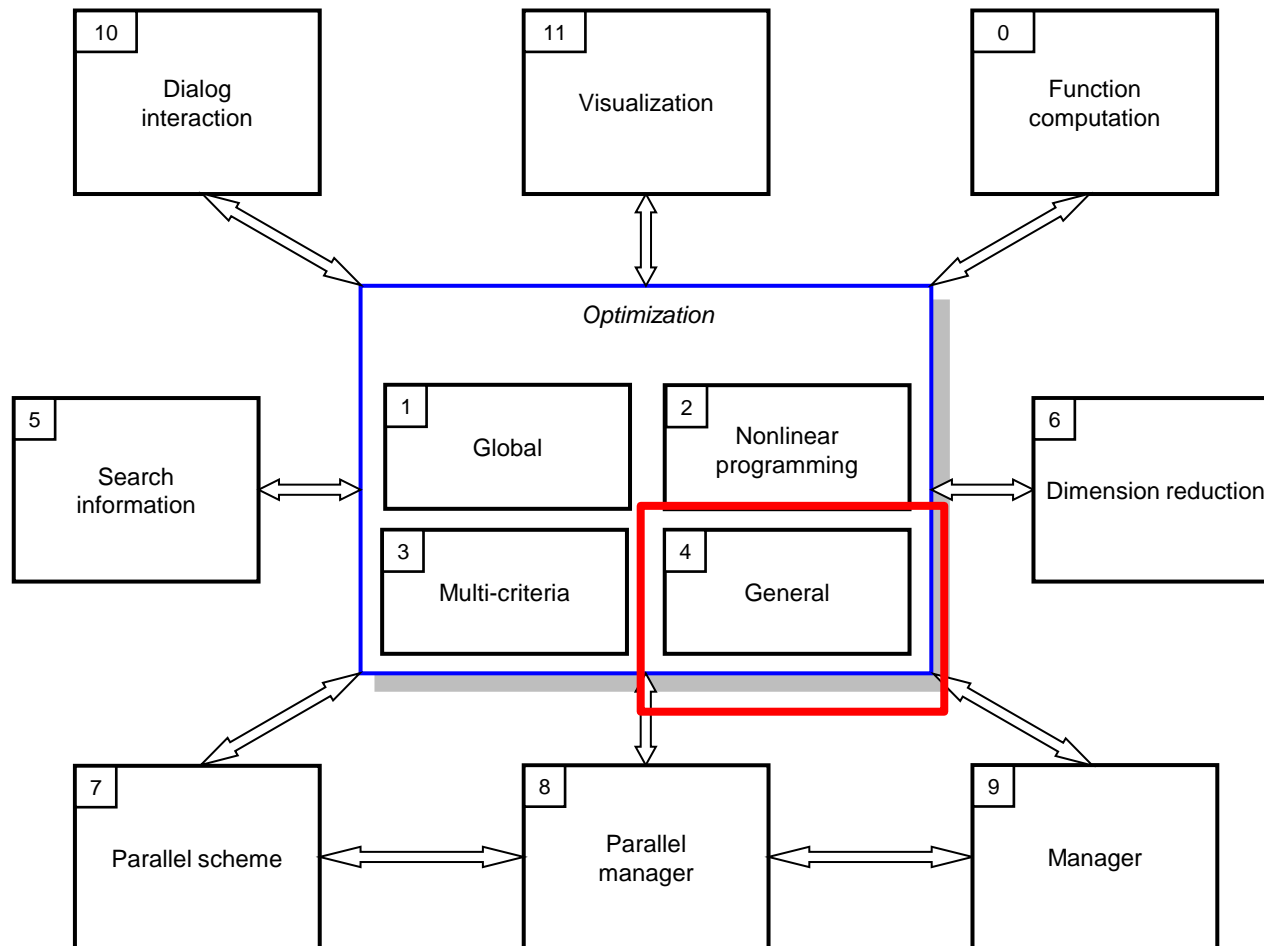 10
Dialog
interaction
11
Visualization
0
Function
computation
Optimization
1
Global
2
Nonlinear
programming
5
Search
information
6
Dimension reduction
3
Multi-criteria
4
General
7
Parallel scheme
8
Parallel
manager
9
Manager